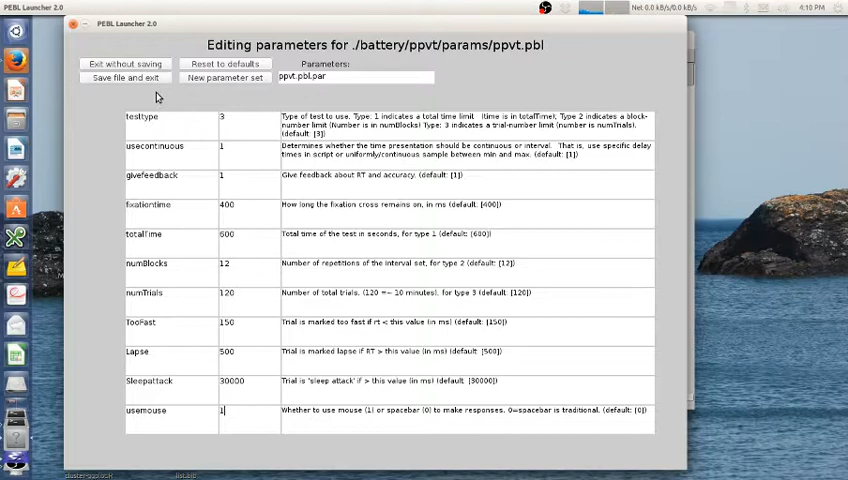 PEBL Launcher 2.0
Net 0.0 kB/s/0.0 kB/s
4:10 PM
PEBL Launcher 2.0
Editing parameters for ./battery/ppvt/params/ppvt.pbl
Exit without saving
Reset to defaults
Parameters:
Save file and exit
New parameter set
ppvt.pbl.par
testtype
3
Type of test to use. Type: 1 indicates a total time limit (time is in totalTime); Type 2 indicates a block-
number limit (Number is in numBlocks) Type: 3 indicates a trial-number limit (number is numTrials).
(default: [3])
usecontinuous
1
Determines whether the time presentation should be continuous or interval. That is, use specific delay
times in script or uniformly/continuous sample between min and max. (default: [1])
givefeedback
1
Give feedback about RT and accuracy. (default: [1])
fixationtime
400
How long the fixation cross remains on, in ms (default: [400])
totalTime
600
Total time of the test in seconds, for type 1 (default: [600])
numBlocks
12
Number of repetitions of the interval set, for type 2 (default: [12])
numTrials
120
Number of total trials, (120 =~ 10 minutes), for type 3 (default: [120])
TooFast
150
Trial is marked too fast if rt < this value (in ms) (default: [150])
Lapse
500
Trial is marked lapse if RT > this value (in ms) (default: [500])
Sleepattack
30000
Trial is 'sleep attack' if > this value (in ms) (default: [30000])
usemouse
1
Whether to use mouse (1) or spacebar (0) to make responses. 0=spacebar is traditional. (default: [0])